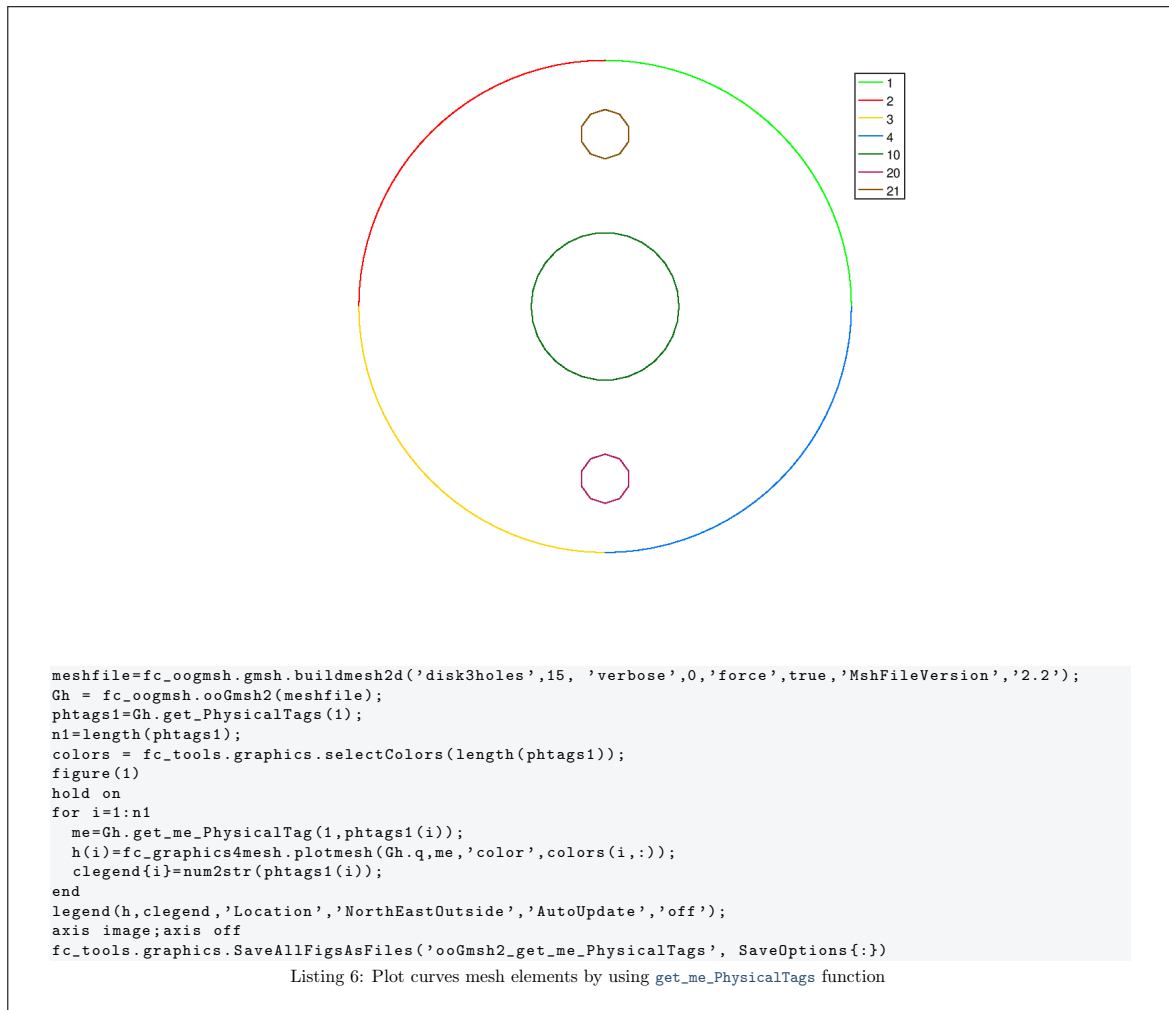 1
2
3
4
10
20
21
meshfile=fc_oogmsh.gmsh.buildmesh2d('disk3holes',15, 'verbose',0,'force',true,'MshFileVersion','2.2');
Gh = fc_oogmsh.ooGmsh2(meshfile);
phtags1=Gh.get_PhysicalTags(1);
n1=length(phtags1);
colors = fc_tools.graphics.selectColors(length(phtags1));
figure(1)
hold on
for i=1:n1
  me=Gh.get_me_PhysicalTag(1,phtags1(i));
  h(i)=fc_graphics4mesh.plotmesh(Gh.q,me,'color',colors(i,:));
  clegend{i}=num2str(phtags1(i));
end
legend(h,clegend,'Location','NorthEastOutside','AutoUpdate','off');
axis image;axis off
fc_tools.graphics.SaveAllFigsAsFiles('ooGmsh2_get_me_PhysicalTags', SaveOptions{:})
Listing 6: Plot curves mesh elements by using get_me_PhysicalTags function